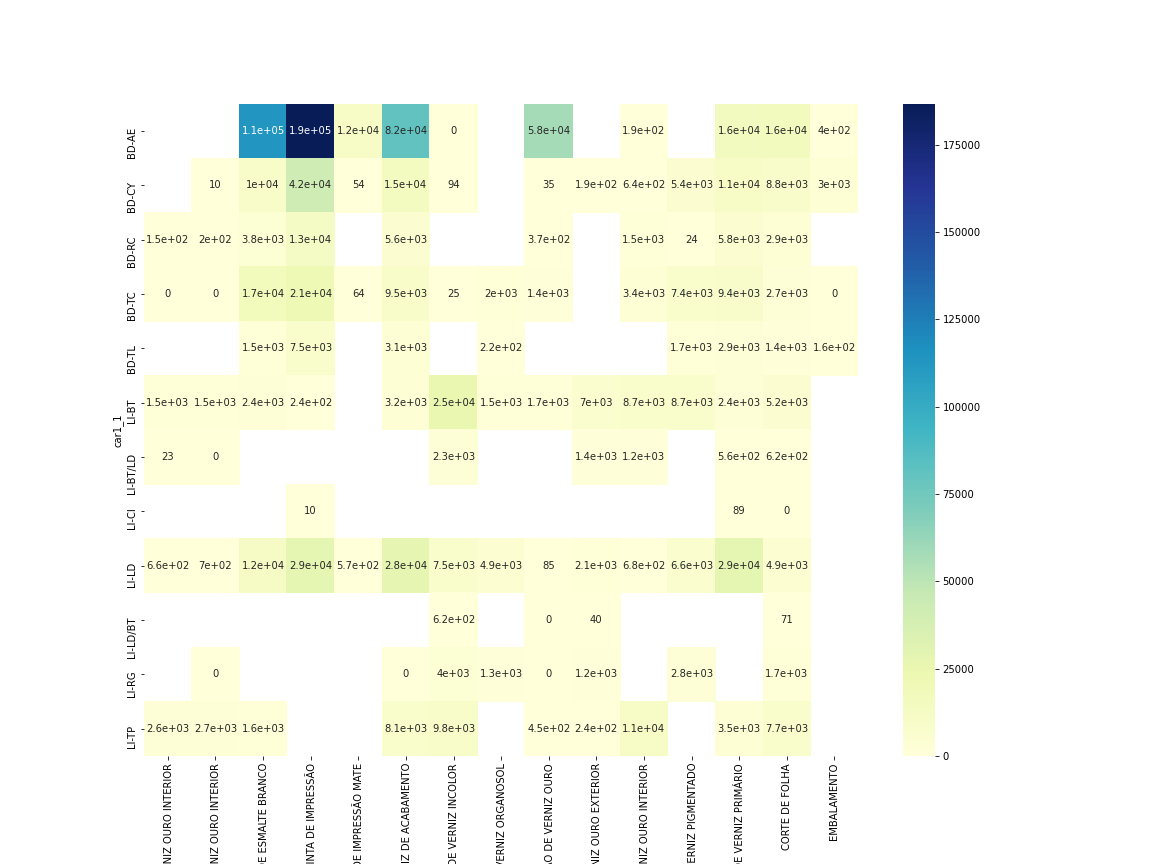 BD-AE 1.1e+05 1.9e+05 1.2e+04 8.2e+04 0 5.8e+04 1.9e+02 1.6e+04 1.6e+04 4e+02
BD-CY 10 1e+04 4.2e+04 54 1.5e+04 94 35 1.9e+02 6.4e+02 5.4e+03 1.1e+04 8.8e+03 3e+03
BD-RC 1.5e+02 2e+02 3.8e+03 1.3e+04 5.6e+03 3.7e+02 1.5e+03 24 5.8e+03 2.9e+03
BD-TC 0 0 1.7e+04 2.1e+04 64 9.5e+03 25 2e+03 1.4e+03 3.4e+03 7.4e+03 9.4e+03 2.7e+03 0
BD-TL 1.5e+03 7.5e+03 3.1e+03 2.2e+02 1.7e+03 2.9e+03 1.4e+03 1.6e+02
LI-BT 1.5e+03 1.5e+03 2.4e+03 2.4e+02 3.2e+03 2.5e+04 1.5e+03 1.7e+03 7e+03 8.7e+03 8.7e+03 2.4e+03 5.2e+03
car1_1
LI-BT/LD 23 0 2.3e+03 1.4e+03 1.2e+03 5.6e+02 6.2e+02
LI-CI 10 89 0
LI-LD 6.6e+02 7e+02 1.2e+04 2.9e+04 5.7e+02 2.8e+04 7.5e+03 4.9e+03 85 2.1e+03 6.8e+02 6.6e+03 2.9e+04 4.9e+03
LI-LD/BT 6.2e+02 0 40 71
LI-RG 0 0 4e+03 1.3e+03 0 1.2e+03 2.8e+03 1.7e+03
LI-TP 2.6e+03 2.7e+03 1.6e+03 8.1e+03 9.8e+03 4.5e+02 2.4e+02 1.1e+04 3.5e+03 7.7e+03
NIZ OURO INTERIOR
NIZ OURO INTERIOR
DE ESMALTE BRANCO
INTA DE IMPRESSÃO
DE IMPRESSÃO MATE
IZ DE ACABAMENTO
DE VERNIZ INCOLOR
VERNIZ ORGANOSOL
ÃO DE VERNIZ OURO
NIZ OURO EXTERIOR
NIZ OURO INTERIOR
ERNIZ PIGMENTADO
DE VERNIZ PRIMÁRIO
CORTE DE FOLHA
EMBALAMENTO
175000
150000
125000
100000
75000
50000
25000
0